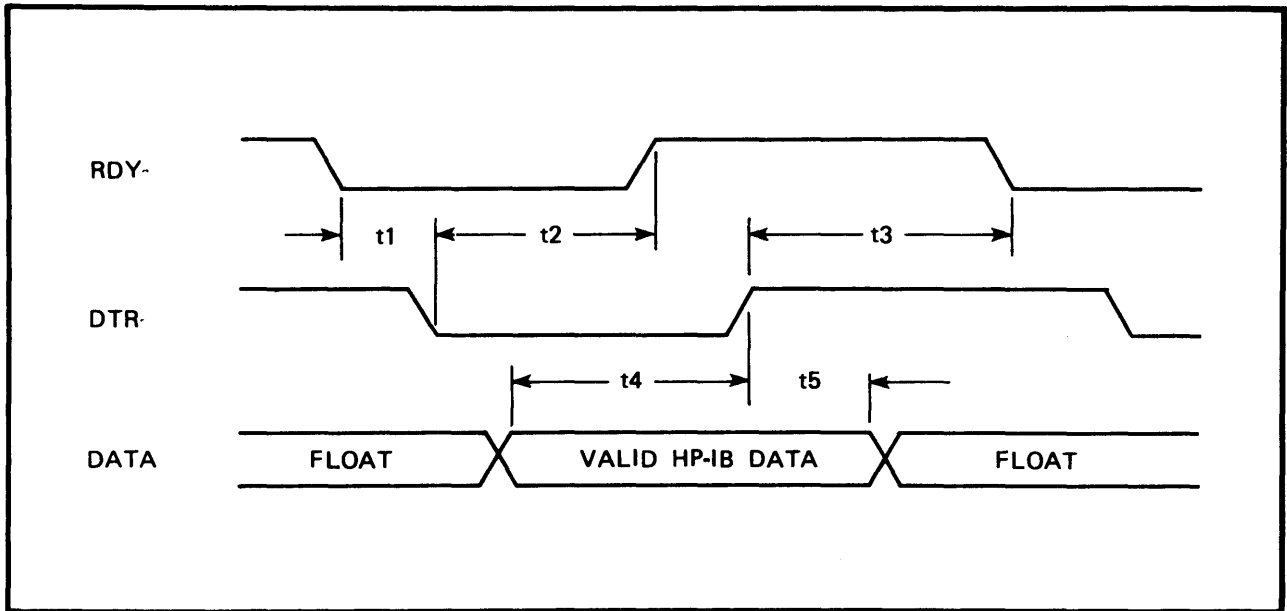 RDY-
t1
t2
t3
DTR-
t4
t5
DATA
FLOAT
VALID HP-IB DATA
FLOAT